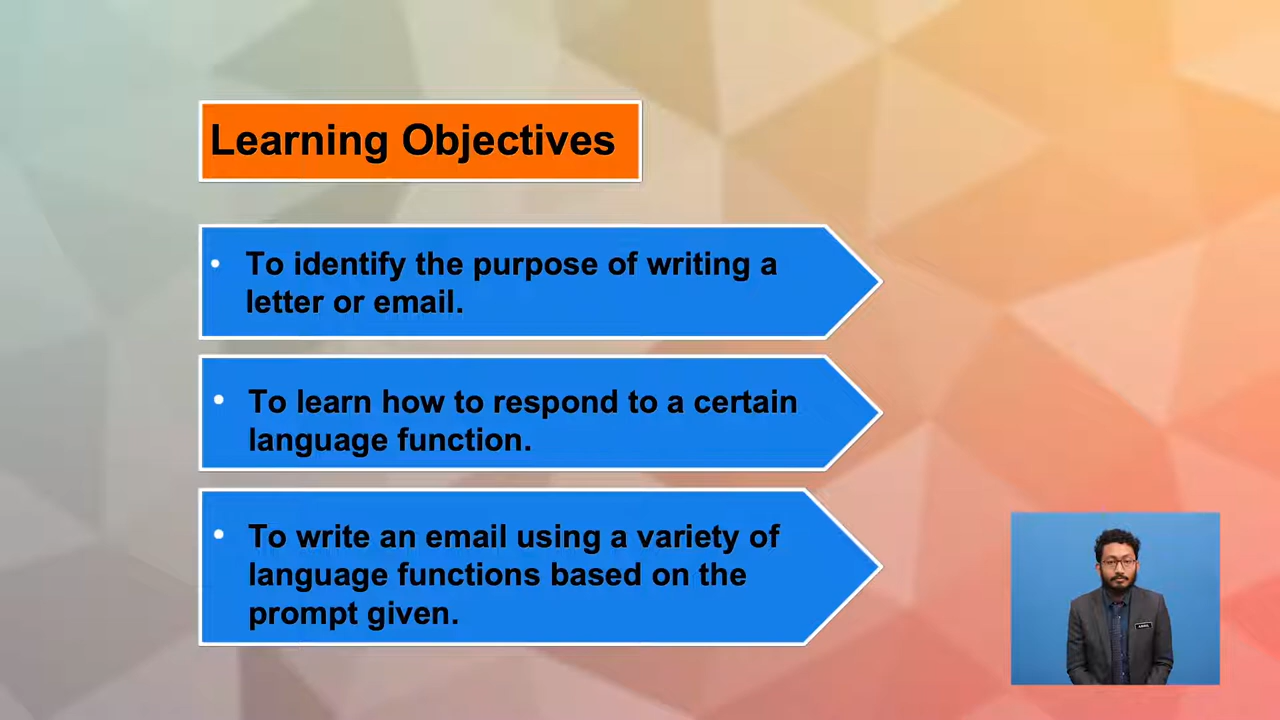 Learning Objectives
• To identify the purpose of writing a
letter or email.
• To learn how to respond to a certain
language function.
• To write an email using a variety of
language functions based on the
prompt given.